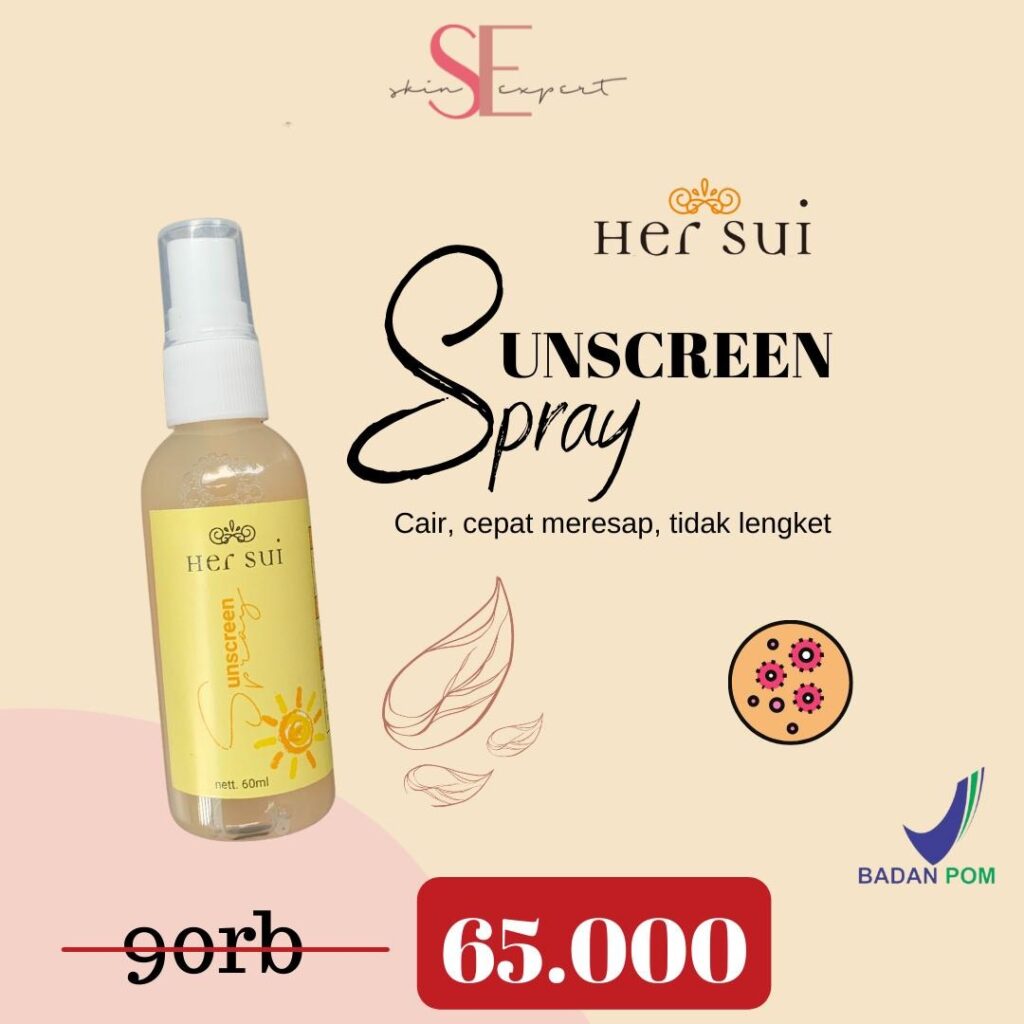 skin SE expert
Her Sui
SUNSCREEN
Spray
Cair, cepat meresap, tidak lengket
Her Sui
Sunscreen
Spray
nett. 60ml
BADAN POM
90rb
65.000